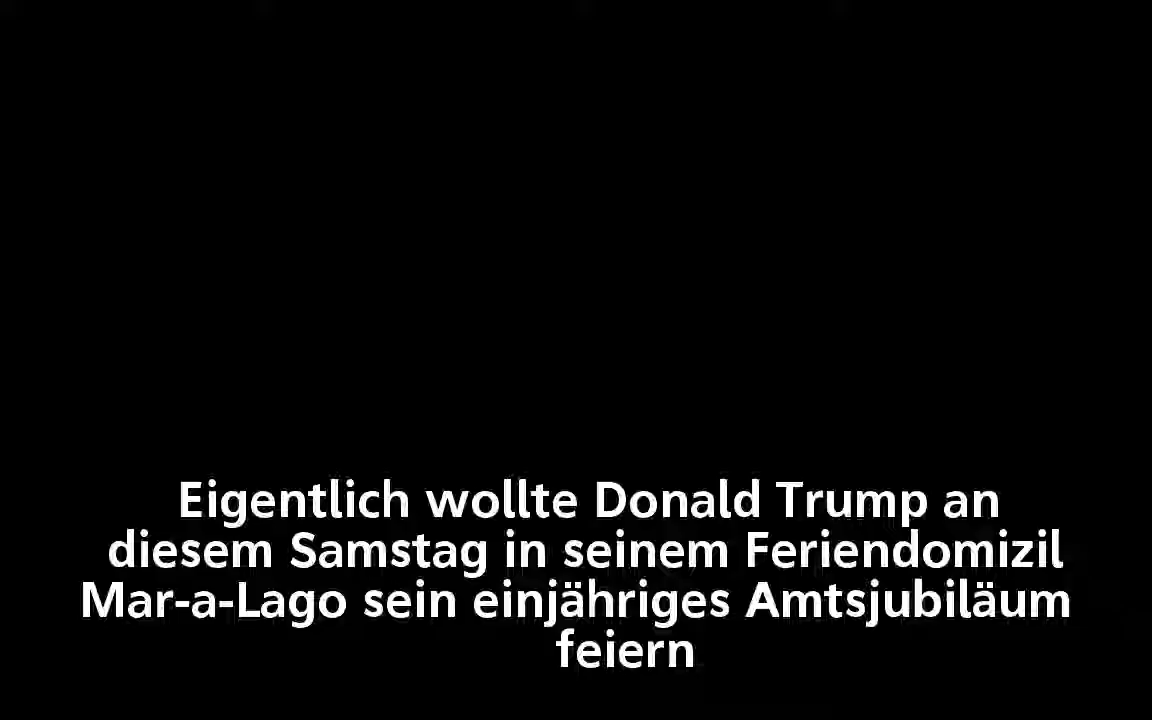 Eigentlich wollte Donald Trump an
diesem Samstag in seinem Feriendomizil
Mar-a-Lago sein einjähriges Amtsjubiläum
feiern